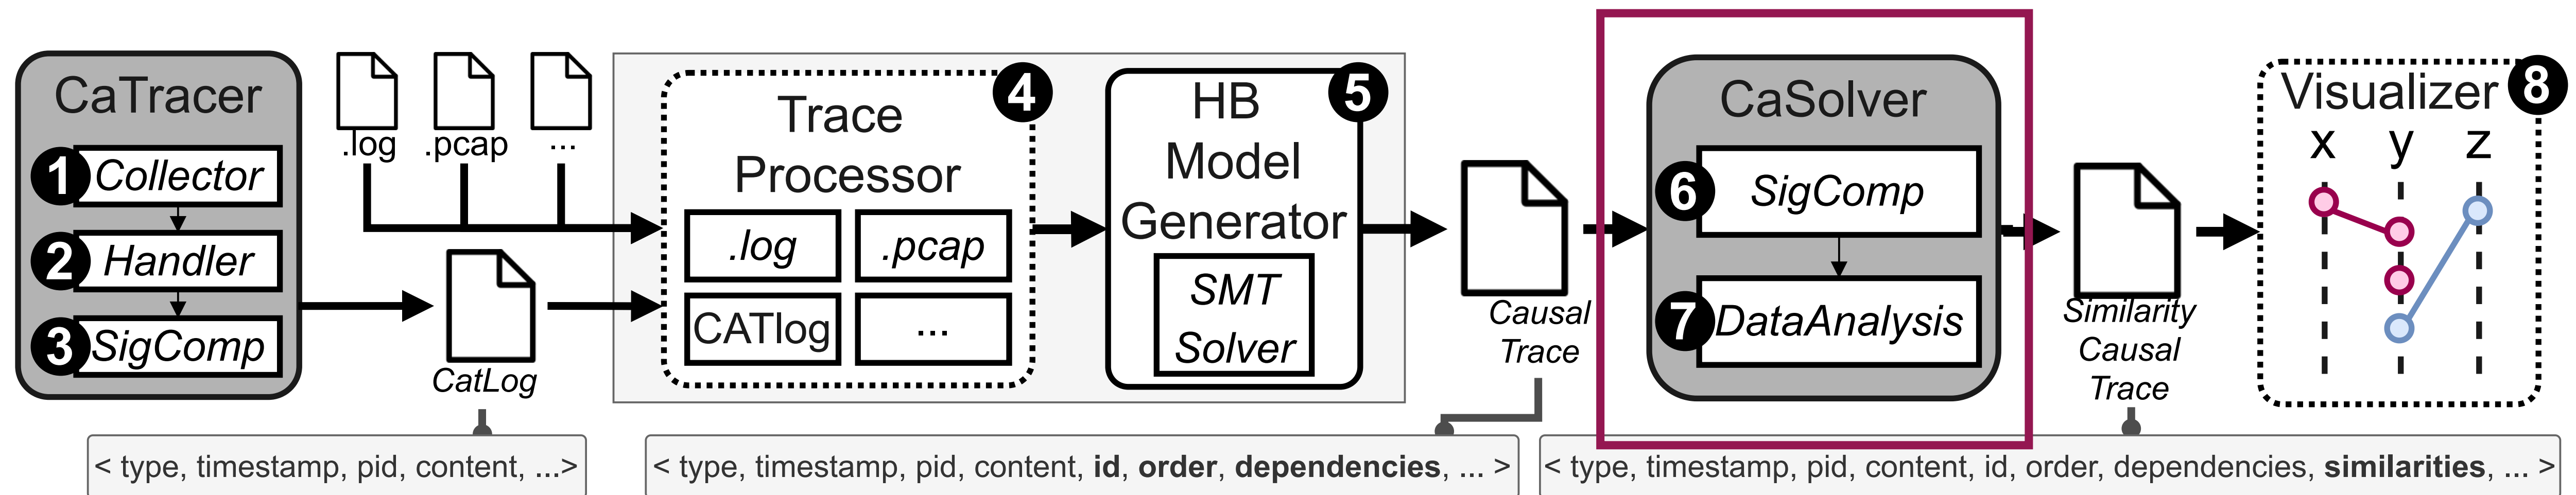 CaTracer
1 Collector
2 Handler
3 SigComp
.log
.pcap
...
CatLog
< type, timestamp, pid, content, ...>
Trace
Processor
4
.log
.pcap
CATlog
...
HB
Model
Generator
5
SMT
Solver
Causal
Trace
< type, timestamp, pid, content, id, order, dependencies, ... >
CaSolver
6 SigComp
7 DataAnalysis
Similarity
Causal
Trace
< type, timestamp, pid, content, id, order, dependencies, similarities, ... >
Visualizer 8
x y z